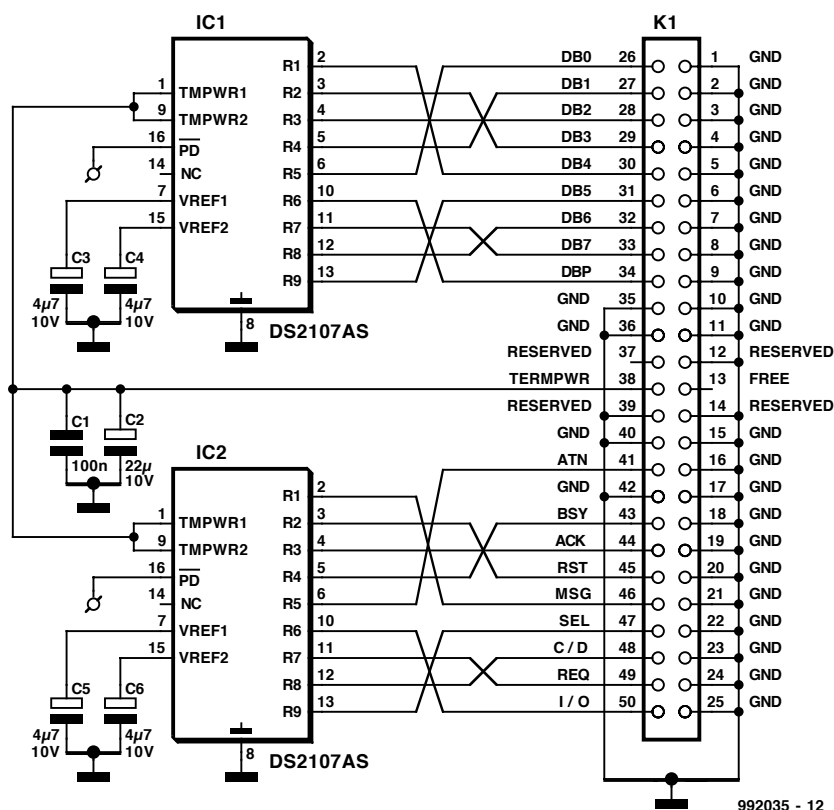 IC1
K1
1 TMPWR1
9 TMPWR2
16 PD
14 NC
7 VREF1
15 VREF2
R1 2
R2 3
R3 4
R4 5
R5 6
R6 10
R7 11
R8 12
R9 13
8
DS2107AS
C3
4µ7
10V
C4
4µ7
10V
C1
100n
C2
22µ
10V
IC2
1 TMPWR1
9 TMPWR2
16 PD
14 NC
7 VREF1
15 VREF2
R1 2
R2 3
R3 4
R4 5
R5 6
R6 10
R7 11
R8 12
R9 13
8
DS2107AS
C5
4µ7
10V
C6
4µ7
10V
DB0 26 1 GND
DB1 27 2 GND
DB2 28 3 GND
DB3 29 4 GND
DB4 30 5 GND
DB5 31 6 GND
DB6 32 7 GND
DB7 33 8 GND
DBP 34 9 GND
GND 35 10 GND
GND 36 11 GND
RESERVED 37 12 RESERVED
TERMPWR 38 13 FREE
RESERVED 39 14 RESERVED
GND 40 15 GND
ATN 41 16 GND
GND 42 17 GND
BSY 43 18 GND
ACK 44 19 GND
RST 45 20 GND
MSG 46 21 GND
SEL 47 22 GND
C / D 48 23 GND
REQ 49 24 GND
I / O 50 25 GND
992035 - 12